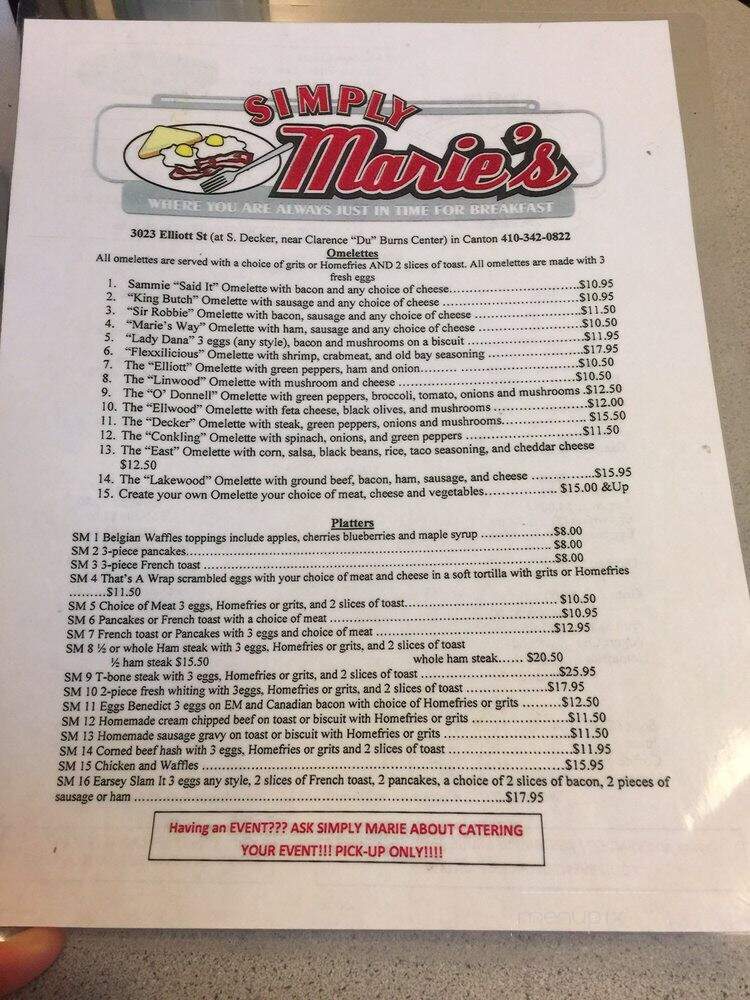 SIMPLY
Marie's
WHERE YOU ARE ALWAYS JUST IN TIME FOR BREAKFAST
3023 Elliott St (at S. Decker, near Clarence “Du” Burns Center) in Canton 410-342-0822
Omelettes
All omelettes are served with a choice of grits or Homefries AND 2 slices of toast. All omelettes are made with 3
fresh eggs
1. Sammie “Said It” Omelette with bacon and any choice of cheese..............................$10.95
2. “King Butch” Omelette with sausage and any choice of cheese ..............................$10.95
3. “Sir Robbie” Omelette with bacon, sausage and any choice of cheese ........................$11.50
4. “Marie’s Way” Omelette with ham, sausage and any choice of cheese ........................$10.50
5. “Lady Dana” 3 eggs (any style), bacon and mushrooms on a biscuit ..........................$11.95
6. “Flexxilicious” Omelette with shrimp, crabmeat, and old bay seasoning ......................$17.95
7. The “Elliott” Omelette with green peppers, ham and onion....................................$10.50
8. The “Linwood” Omelette with mushroom and cheese ..........................................$10.50
9. The “O’ Donnell” Omelette with green peppers, broccoli, tomato, onions and mushrooms .$12.50
10. The “Ellwood” Omelette with feta cheese, black olives, and mushrooms ......................$12.00
11. The “Decker” Omelette with steak, green peppers, onions and mushrooms...................... $15.50
12. The “Conkling” Omelette with spinach, onions, and green peppers ..........................$11.50
13. The “East” Omelette with corn, salsa, black beans, rice, taco seasoning, and cheddar cheese
$12.50
14. The “Lakewood” Omelette with ground beef, bacon, ham, sausage, and cheese ................$15.95
15. Create your own Omelette your choice of meat, cheese and vegetables.................. $15.00 &Up
Platters
SM 1 Belgian Waffles toppings include apples, cherries blueberries and maple syrup ................$8.00
SM 2 3-piece pancakes.................................................................................... $8.00
SM 3 3-piece French toast ................................................................................$8.00
SM 4 That's A Wrap scrambled eggs with your choice of meat and cheese in a soft tortilla with grits or Homefries
.........$11.50
SM 5 Choice of Meat 3 eggs, Homefries or grits, and 2 slices of toast.................................. $10.50
SM 6 Pancakes or French toast with a choice of meat ....................................................$10.95
SM 7 French toast or Pancakes with 3 eggs and choice of meat ..........................................$12.95
SM 8 ½ or whole Ham steak with 3 eggs, Homefries or grits, and 2 slices of toast
½ ham steak $15.50 whole ham steak...... $20.50
SM 9 T-bone steak with 3 eggs, Homefries or grits, and 2 slices of toast ..............................$25.95
SM 10 2-piece fresh whiting with 3eggs, Homefries or grits, and 2 slices of toast ....................$17.95
SM 11 Eggs Benedict 3 eggs on EM and Canadian bacon with choice of Homefries or grits .........$12.50
SM 12 Homemade cream chipped beef on toast or biscuit with Homefries or grits ......................$11.50
SM 13 Homemade sausage gravy on toast or biscuit with Homefries or grits ..............................$11.50
SM 14 Corned beef hash with 3 eggs, Homefries or grits and 2 slices of toast ..........................$11.95
SM 15 Chicken and Waffles ................................................................................$15.95
SM 16 Earsey Slam It 3 eggs any style, 2 slices of French toast, 2 pancakes, a choice of 2 slices of bacon, 2 pieces of
sausage or ham ..........................................................................$17.95
Having an EVENT??? ASK SIMPLY MARIE ABOUT CATERING
YOUR EVENT!!! PICK-UP ONLY!!!!